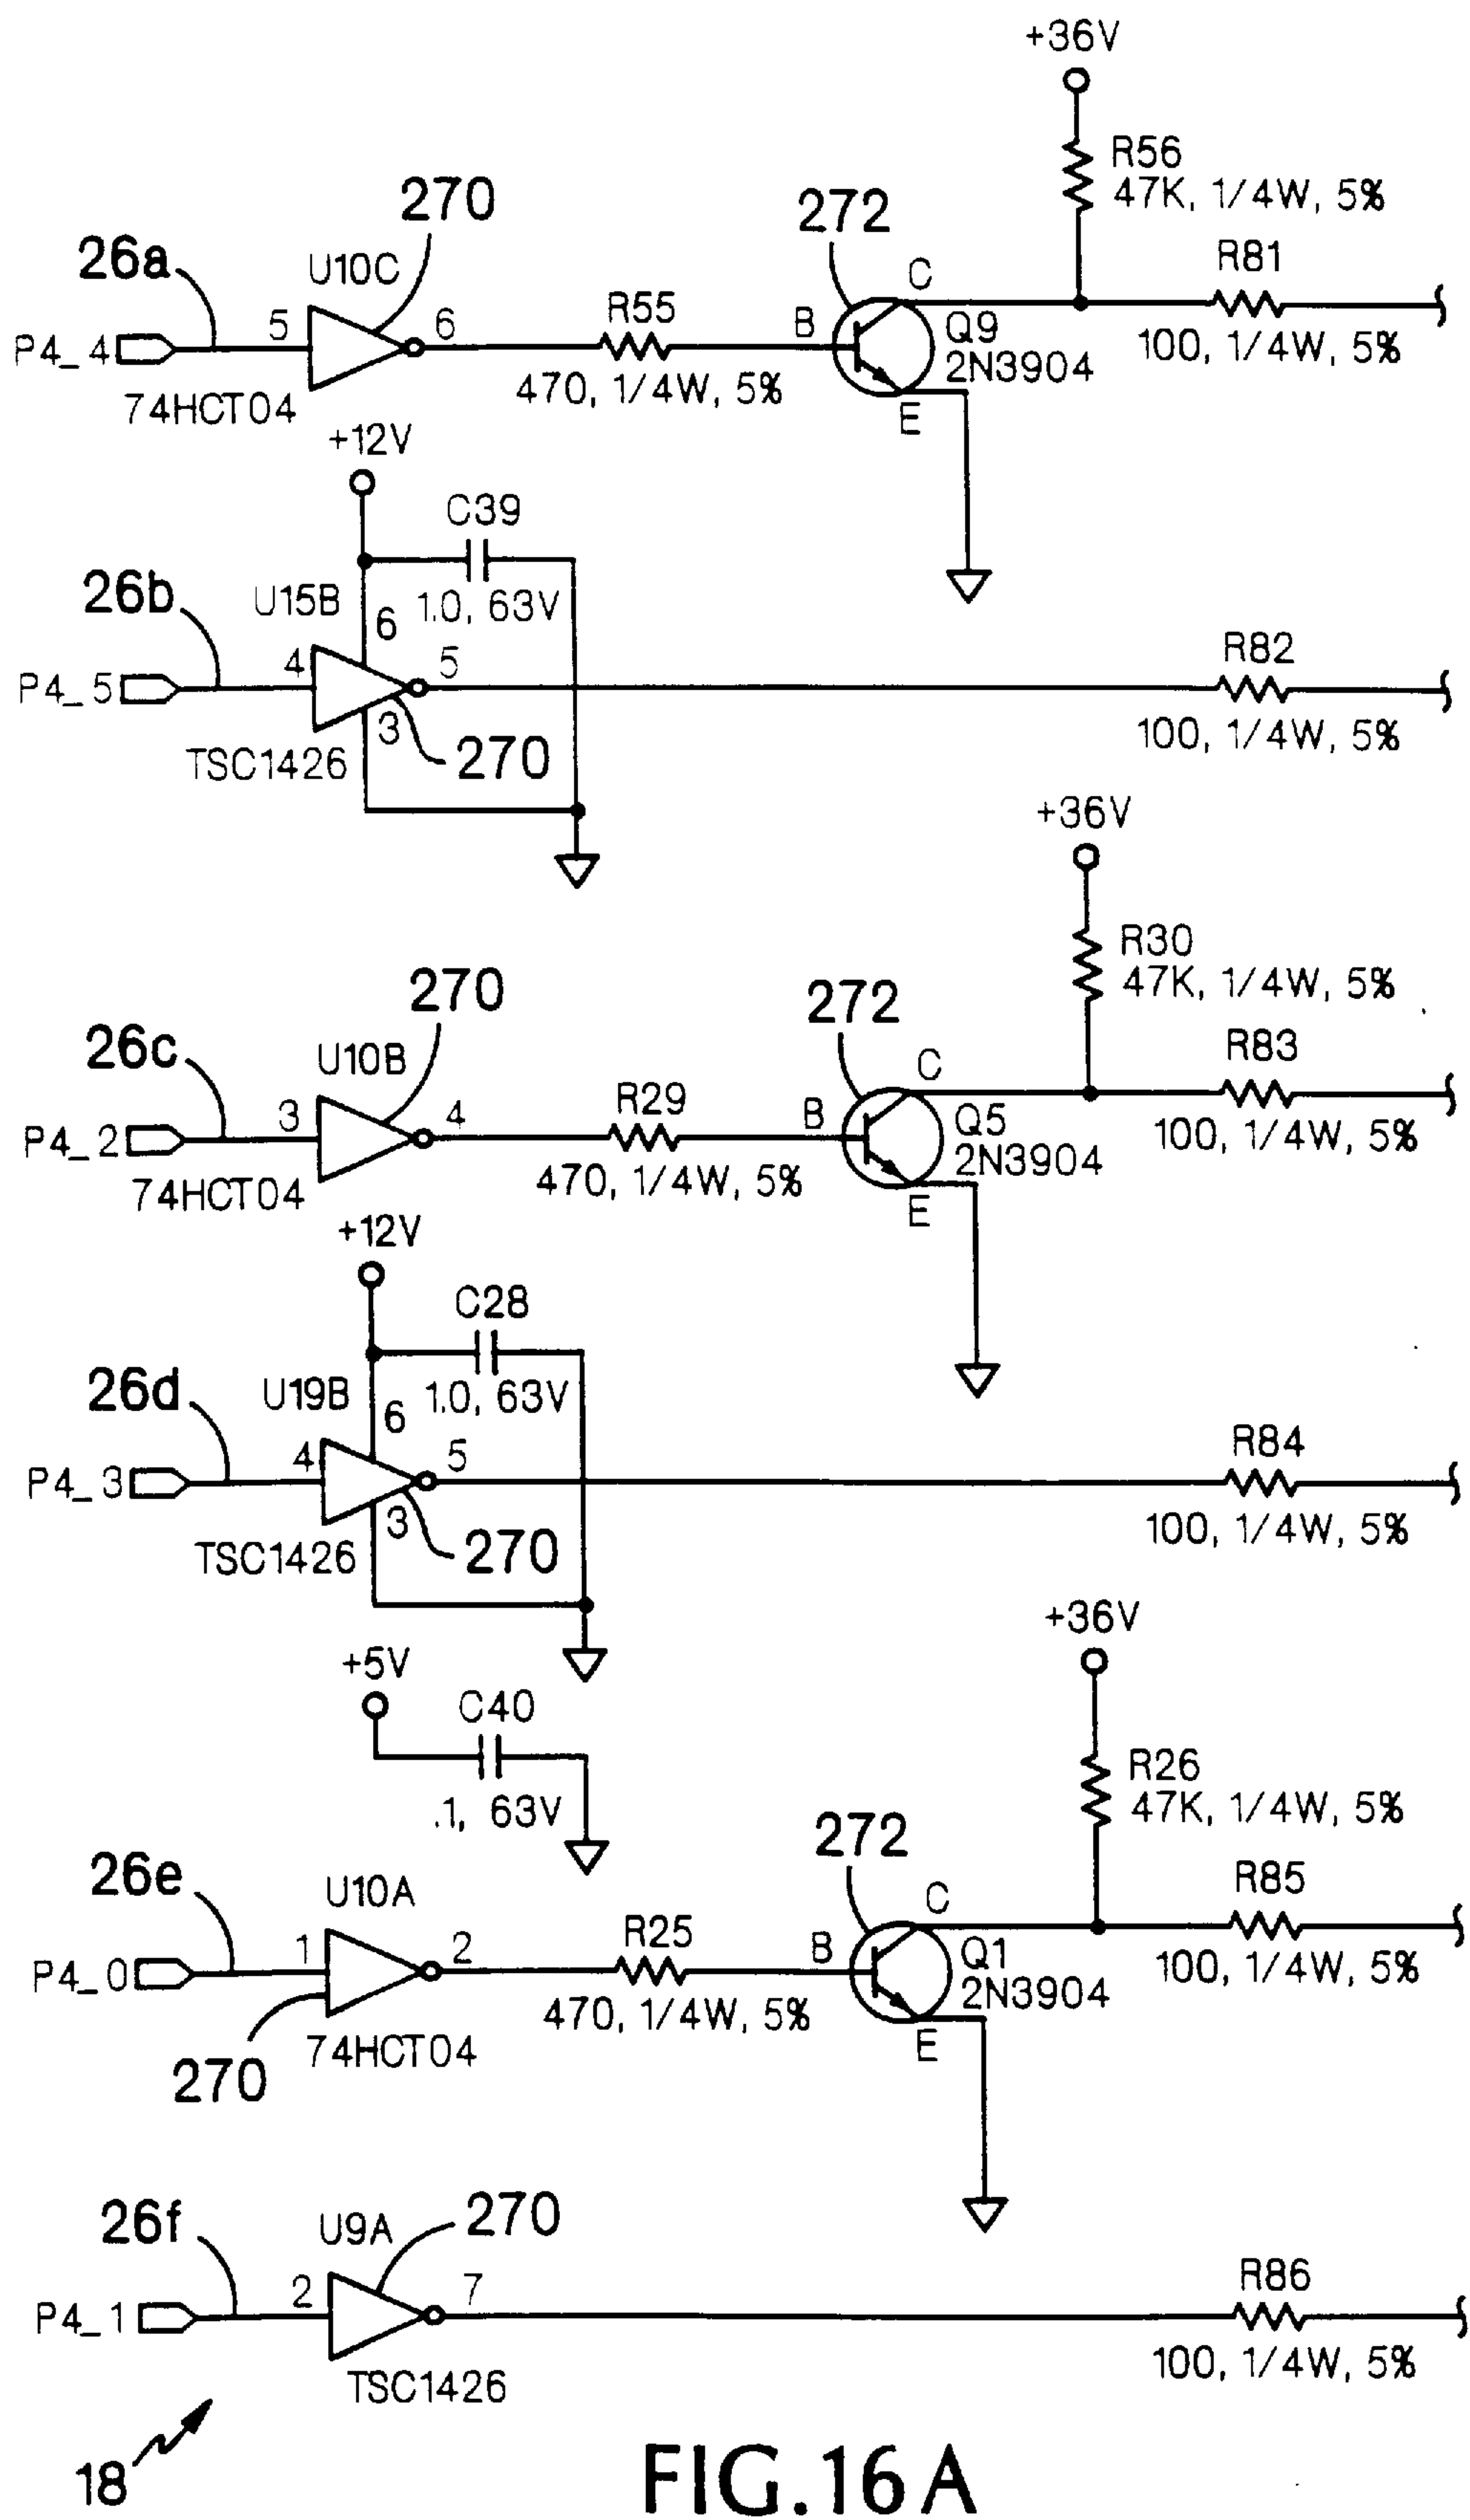 +36V
R56
47K, 1/4W, 5%
270
272
26a
U10C
C
R81
5
6
R55
B
Q9
P4_4
2N3904
100, 1/4W, 5%
74HCT04
470, 1/4W, 5%
E
+12V
C39
26b
U15B
6
1.0, 63V
4
5
R82
P4_5
3
100, 1/4W, 5%
TSC1426
270
+36V
R30
47K, 1/4W, 5%
270
272
26c
U10B
C
R83
3
4
R29
B
Q5
P4_2
2N3904
100, 1/4W, 5%
74HCT04
470, 1/4W, 5%
E
+12V
C28
26d
U19B
6
1.0, 63V
4
5
R84
P4_3
3
100, 1/4W, 5%
TSC1426
270
+36V
+5V
C40
R26
47K, 1/4W, 5%
.1, 63V
272
26e
U10A
C
R85
1
2
R25
B
Q1
P4_0
2N3904
100, 1/4W, 5%
470, 1/4W, 5%
E
270
74HCT04
26f
U9A
270
2
7
R86
P4_1
100, 1/4W, 5%
TSC1426
18
FIG.16A